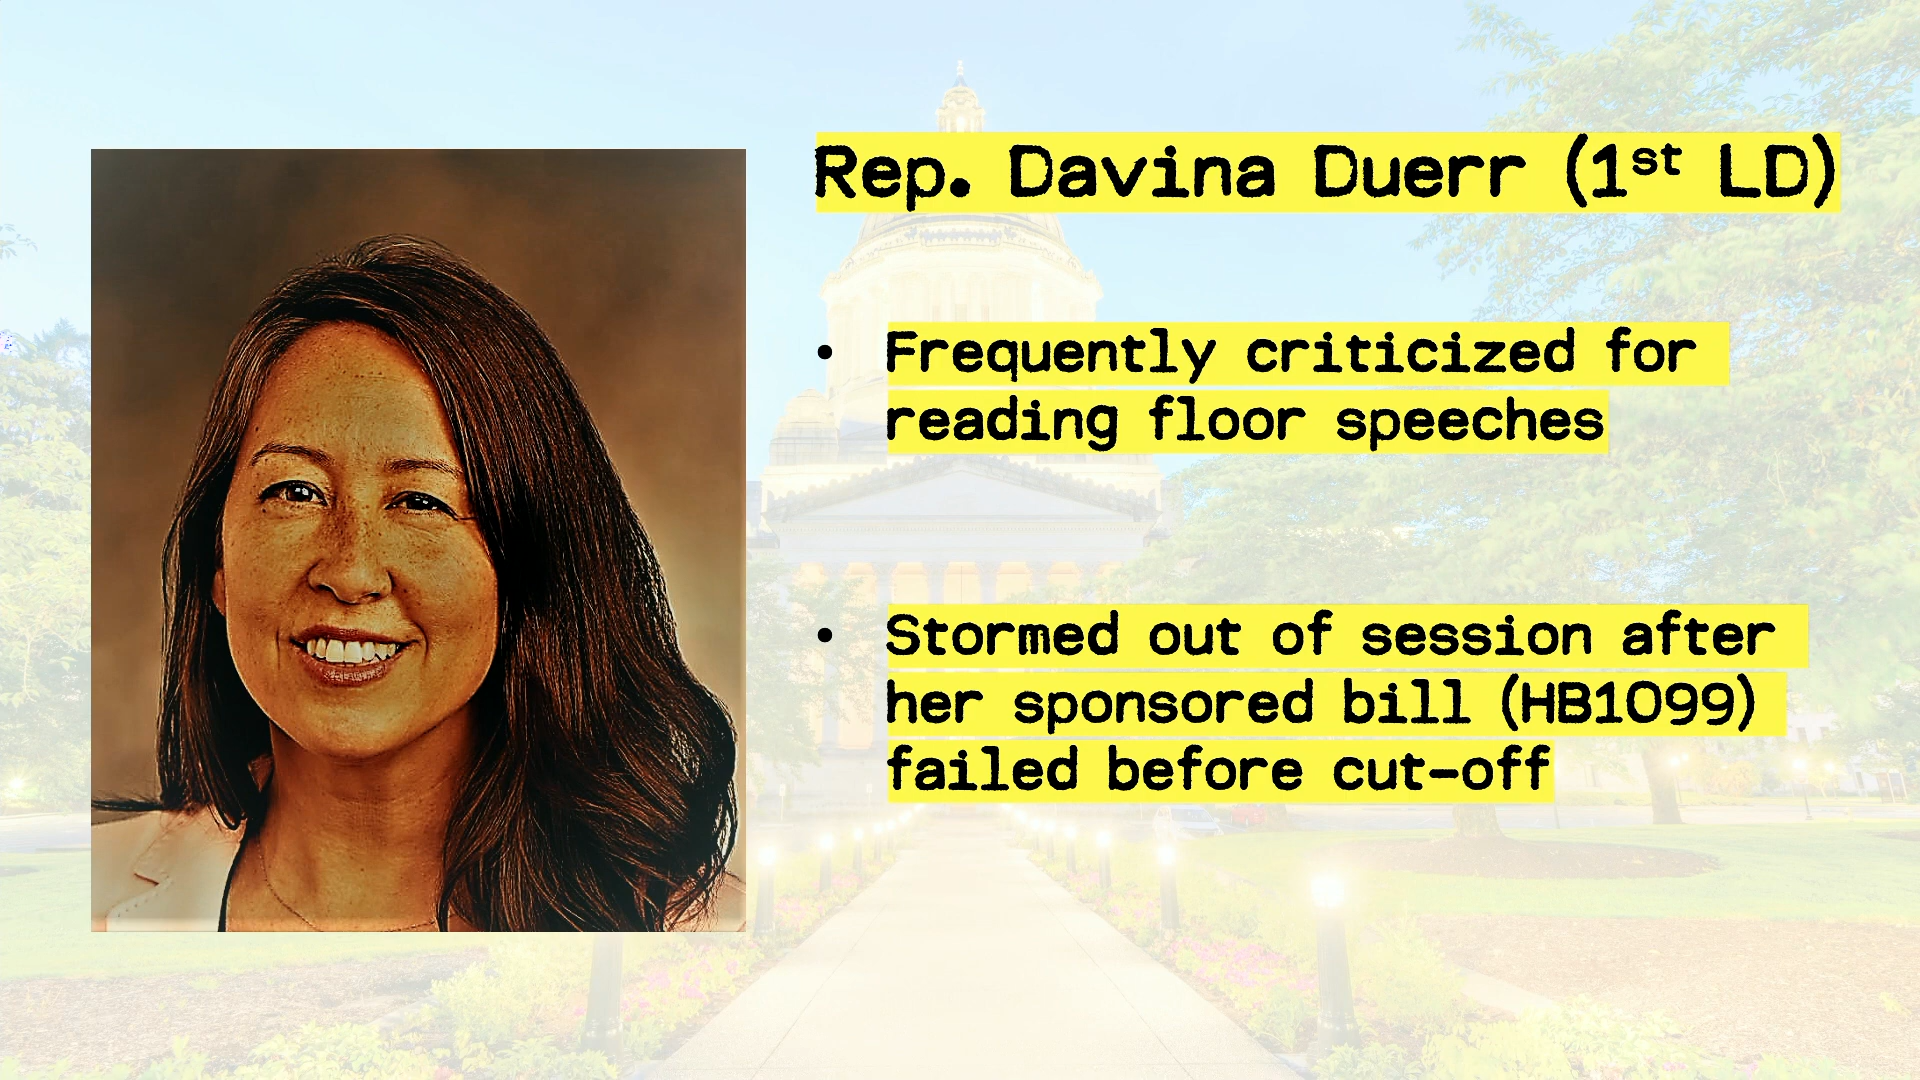 Rep. Davina Duerr (1st LD)
• Frequently criticized for
reading floor speeches
• Stormed out of session after
her sponsored bill (HB1099)
failed before cut-off